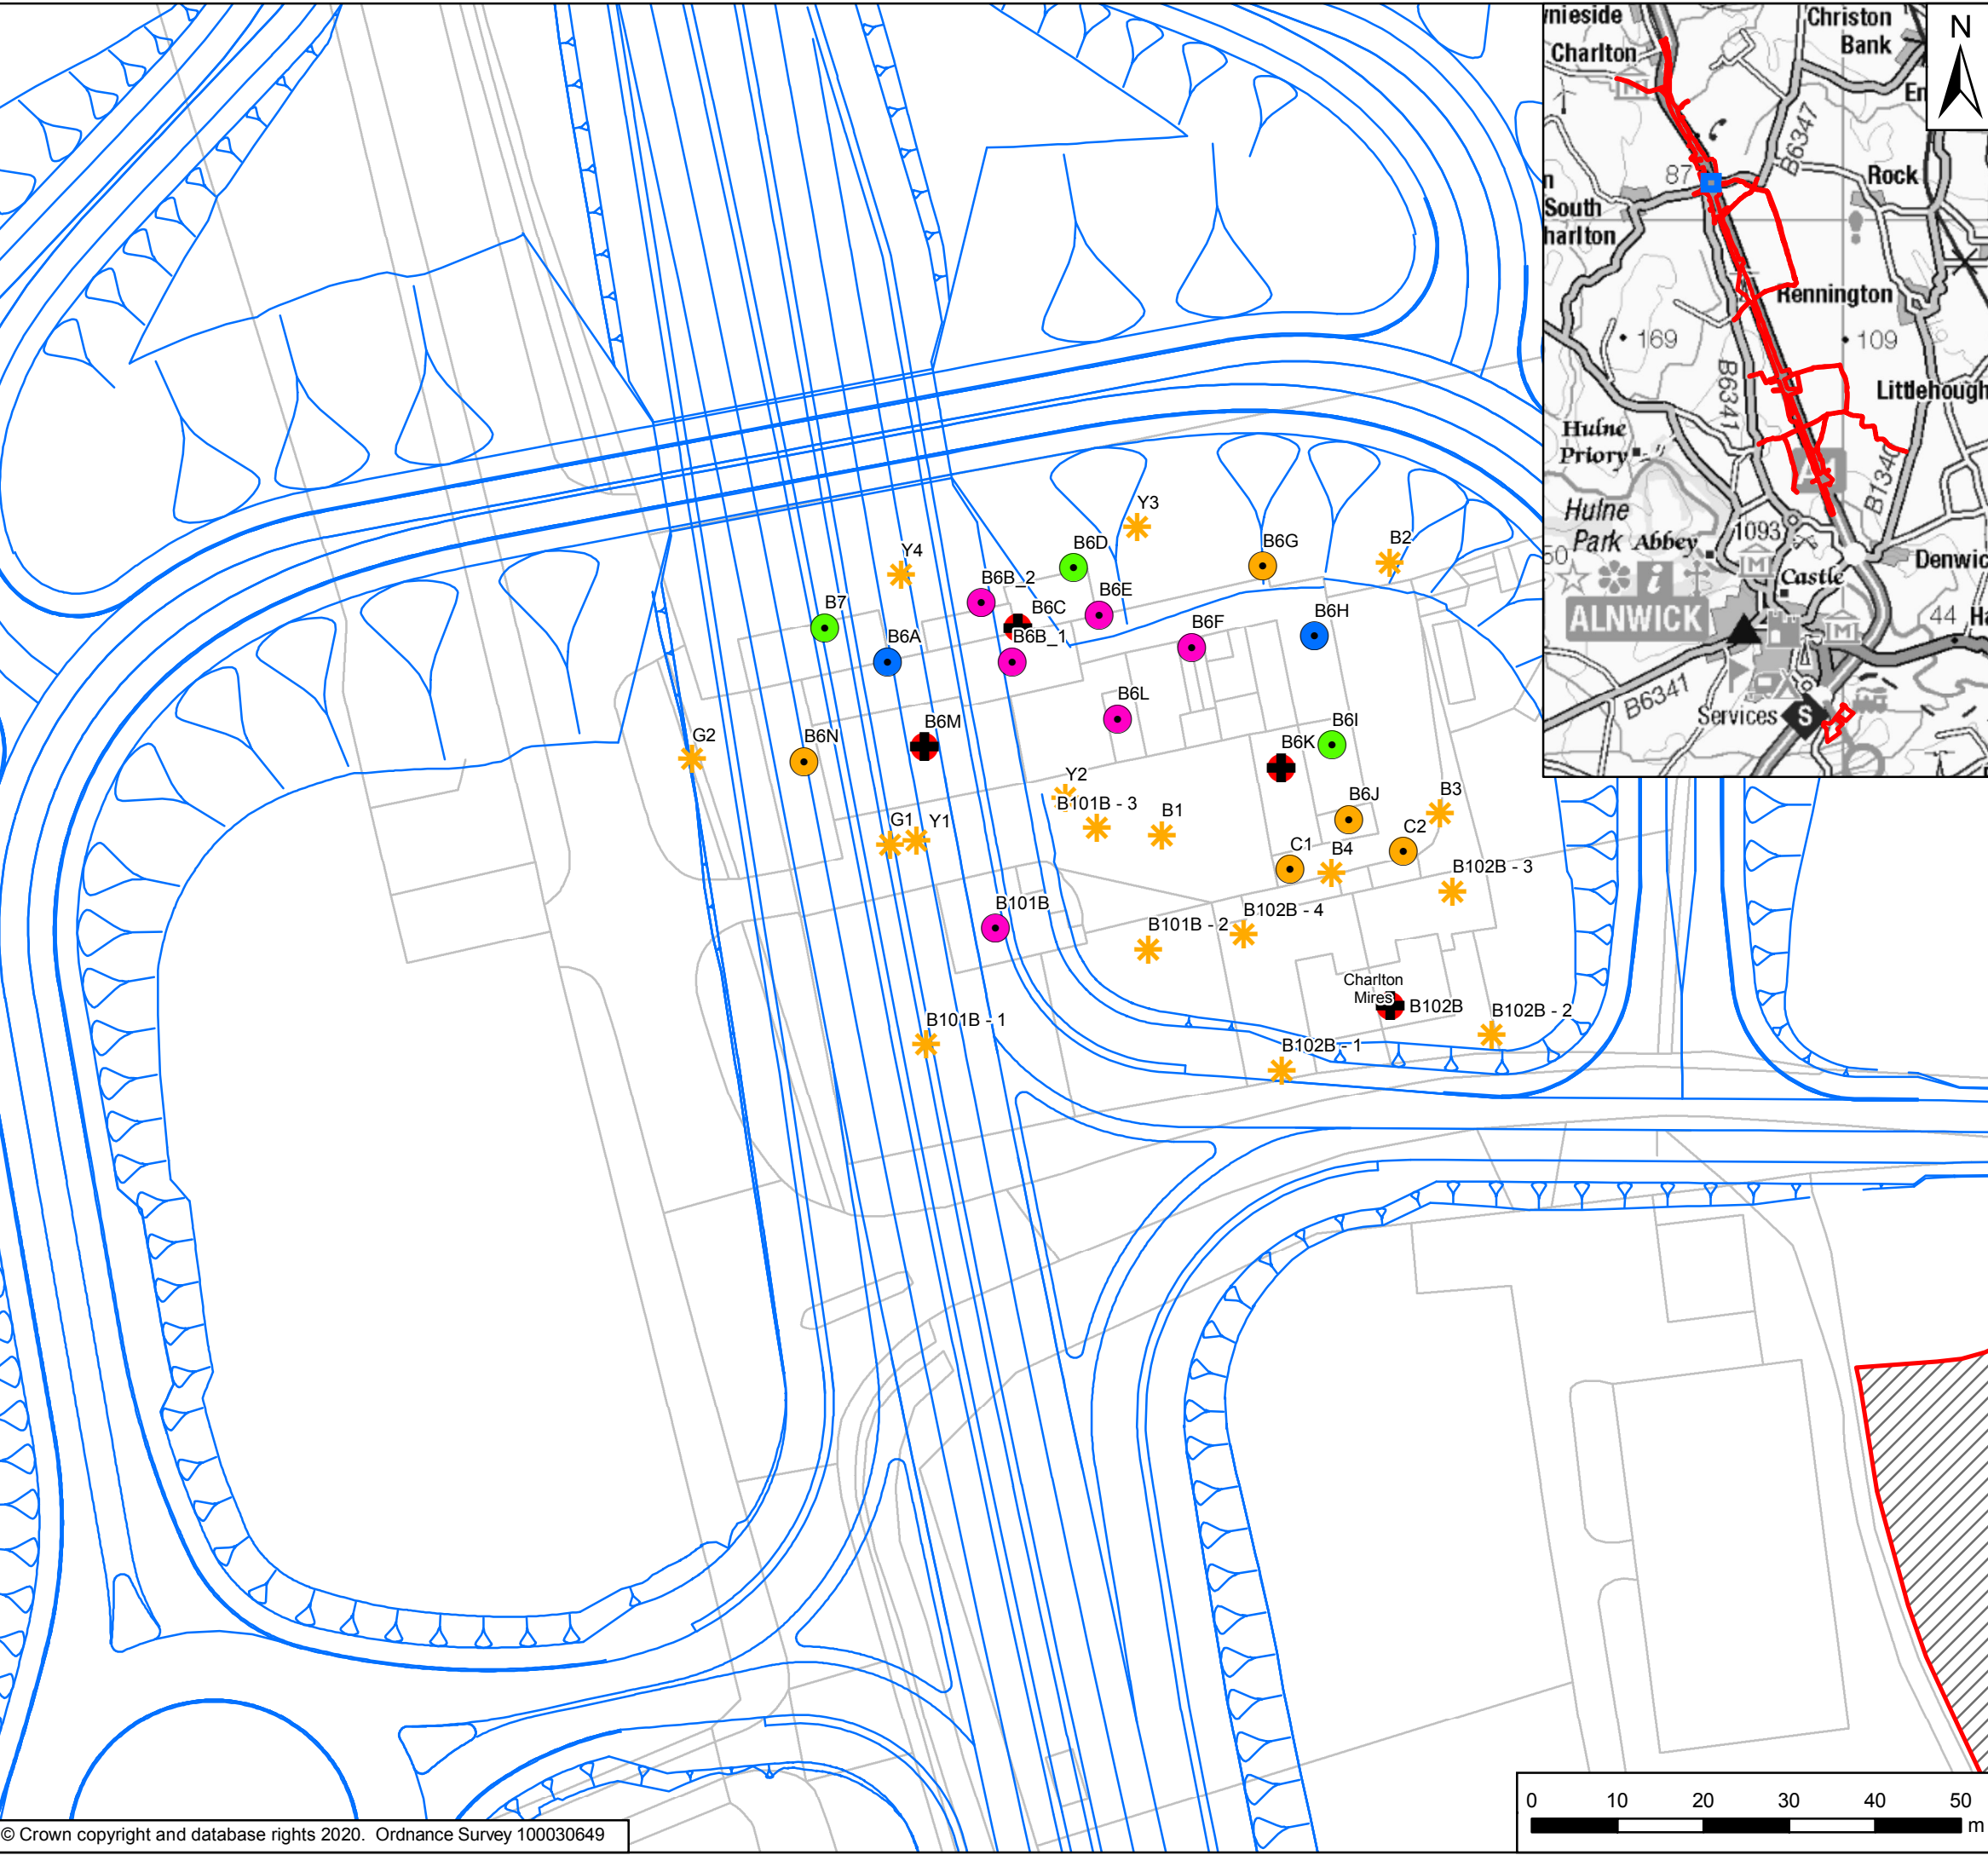 Y3
B6D
B6G
B2
Y4
B6B_2
B6E
B7
B6C
B6H
B6A
B6B_1
B6F
B6L
B6M
B6I
G2
B6N
B6K
Y2
B101B - 3
B1
B6J
B3
G1
Y1
C2
C1
B4
B102B - 3
B101B
B102B - 4
B101B - 2
Charlton
Mires
B102B
B102B - 2
B101B - 1
B102B - 1
nieside
Christon
Bank
Charlton
N
B6347
87
Rock
South
harlton
Rennington
169
109
B6341
Littlehough
Hulne
Priory
B1340
Hulne
Park
Abbey
1093
Denwic
Castle
i
M
ALNWICK
44
B6341
Services
S
0 10 20 30 40 50
m
© Crown copyright and database rights 2020. Ordnance Survey 100030649